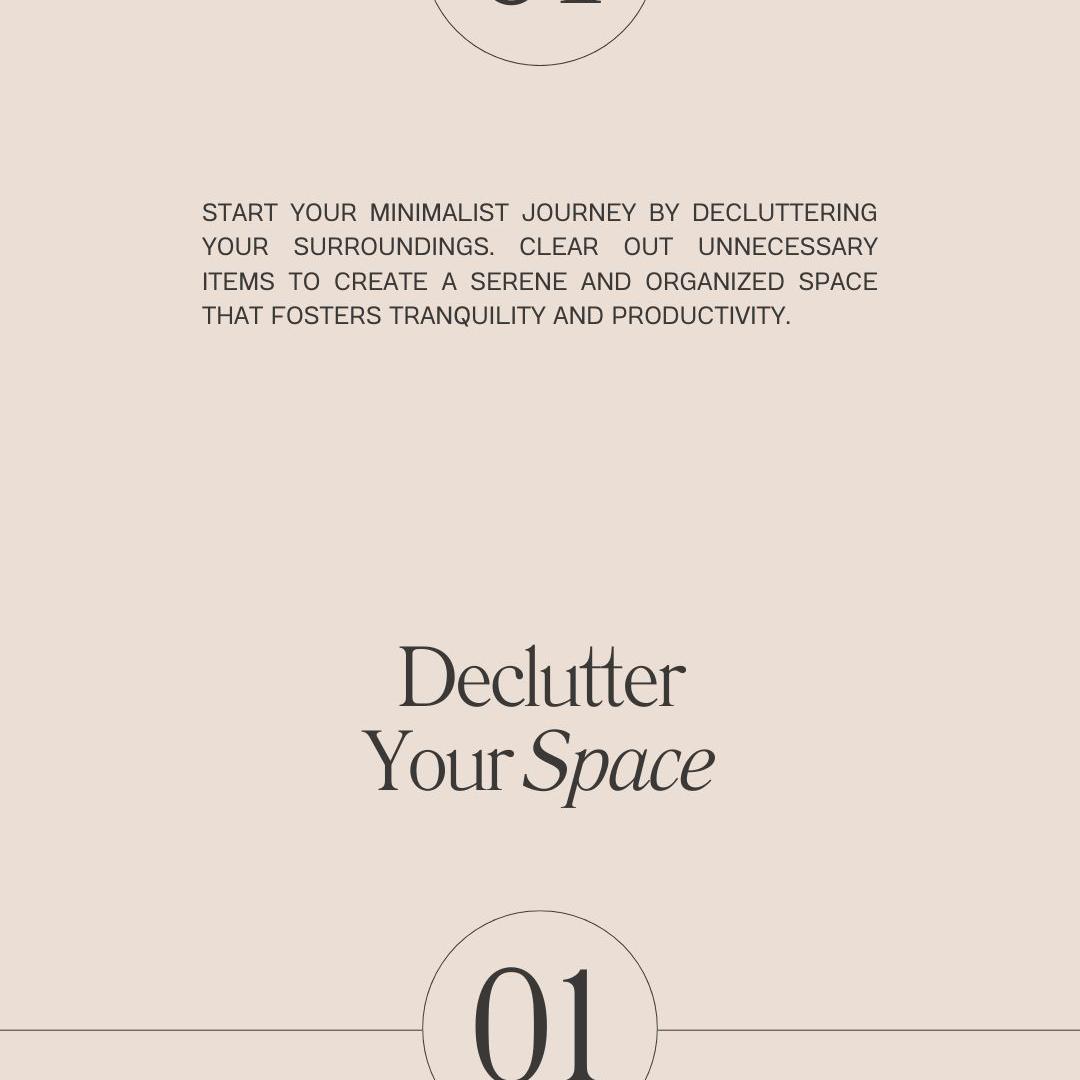 01
START YOUR MINIMALIST JOURNEY BY DECLUTTERING
YOUR SURROUNDINGS. CLEAR OUT UNNECESSARY
ITEMS TO CREATE A SERENE AND ORGANIZED SPACE
THAT FOSTERS TRANQUILITY AND PRODUCTIVITY.
Declutter
Your Space
01